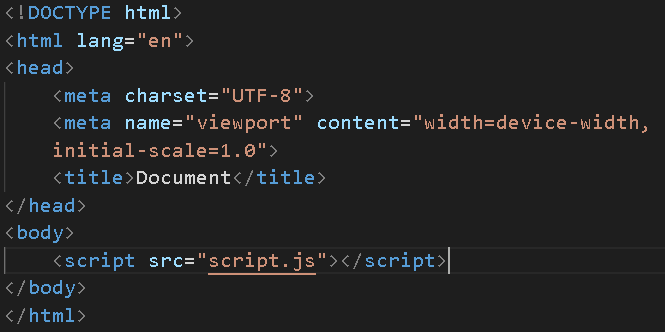 <!DOCTYPE html>
<html lang="en">
<head>
    <meta charset="UTF-8">
    <meta name="viewport" content="width=device-width,
    initial-scale=1.0">
    <title>Document</title>
</head>
<body>
    <script src="script.js"></script>
</body>
</html>